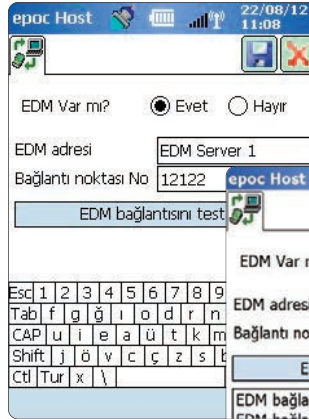 epoc Host
22/08/12
11:08
EDM Var mı?
Evet
Hayır
EDM adresi
EDM Server 1
Bağlantı noktası No
12122
EDM bağlantısını test
Esc 1 2 3 4 5 6 7 8 9
Tab f g ğ ı o d r n
CAP u i e a ü t k m
Shift j ö v c ç z s
Ctl Tur x \
epoc Host
EDM Var
EDM adresi
Bağlantı no
E
EDM bağla